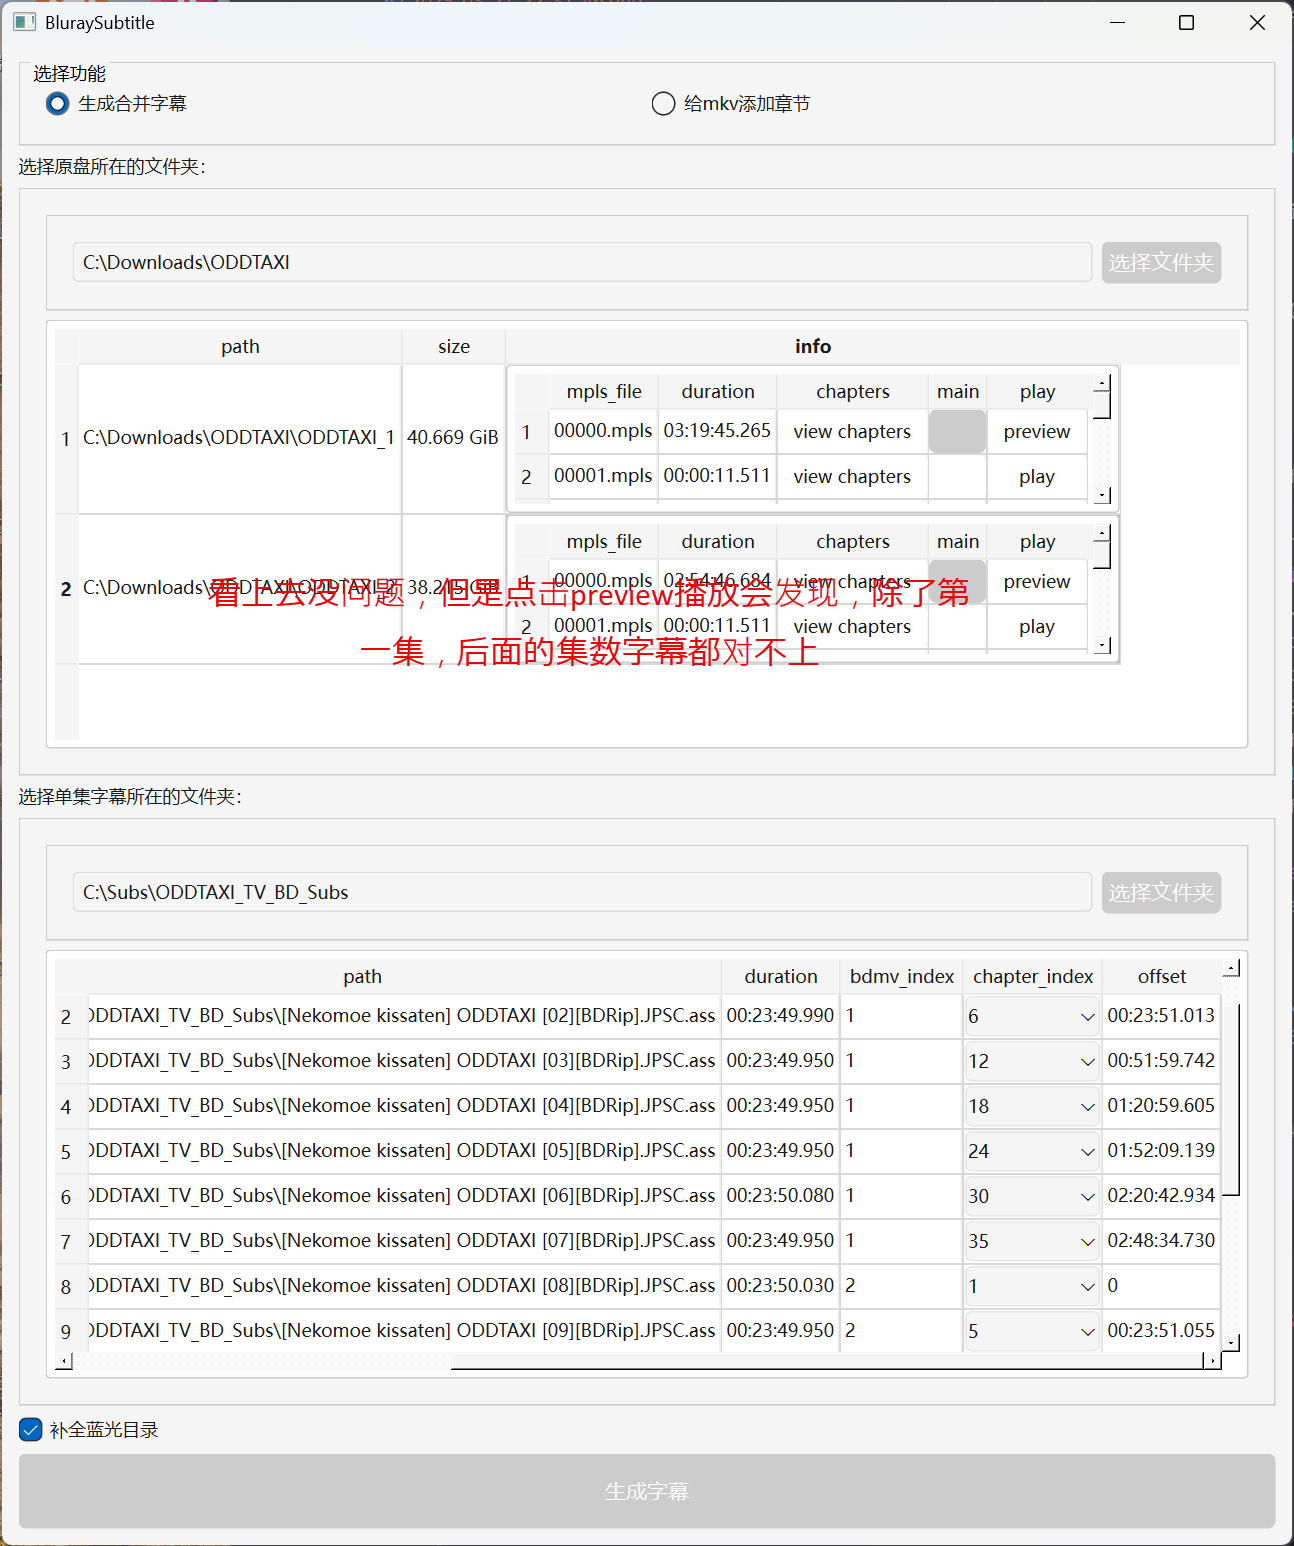 BluraySubtitle
选择功能
生成合并字幕
给mkv添加章节
选择原盘所在的文件夹：
C:\Downloads\ODDTAXI
选择文件夹
path size info
1 C:\Downloads\ODDTAXI\ODDTAXI_1 40.669 GiB
mpls_file duration chapters main play
1 00000.mpls 03:19:45.265 view chapters preview
2 00001.mpls 00:00:11.511 view chapters play
2 C:\Downloads\ODDTAXI\ODDTAXI_2 38.215 GiB
mpls_file duration chapters main play
1 00000.mpls 02:54:46.684 view chapters preview
2 00001.mpls 00:00:11.511 view chapters play
看上去没问题，但是点击preview播放会发现，除了第
一集，后面的集数字幕都对不上
选择单集字幕所在的文件夹：
C:\Subs\ODDTAXI_TV_BD_Subs
选择文件夹
path duration bdmv_index chapter_index offset
2 ODDTAXI_TV_BD_Subs\[Nekomoe kissaten] ODDTAXI [02][BDRip].JPSC.ass 00:23:49.990 1 6 00:23:51.013
3 ODDTAXI_TV_BD_Subs\[Nekomoe kissaten] ODDTAXI [03][BDRip].JPSC.ass 00:23:49.950 1 12 00:51:59.742
4 ODDTAXI_TV_BD_Subs\[Nekomoe kissaten] ODDTAXI [04][BDRip].JPSC.ass 00:23:49.950 1 18 01:20:59.605
5 ODDTAXI_TV_BD_Subs\[Nekomoe kissaten] ODDTAXI [05][BDRip].JPSC.ass 00:23:49.950 1 24 01:52:09.139
6 ODDTAXI_TV_BD_Subs\[Nekomoe kissaten] ODDTAXI [06][BDRip].JPSC.ass 00:23:50.080 1 30 02:20:42.934
7 ODDTAXI_TV_BD_Subs\[Nekomoe kissaten] ODDTAXI [07][BDRip].JPSC.ass 00:23:49.950 1 35 02:48:34.730
8 ODDTAXI_TV_BD_Subs\[Nekomoe kissaten] ODDTAXI [08][BDRip].JPSC.ass 00:23:50.030 2 1 0
9 ODDTAXI_TV_BD_Subs\[Nekomoe kissaten] ODDTAXI [09][BDRip].JPSC.ass 00:23:49.950 2 5 00:23:51.055
补全蓝光目录
生成字幕